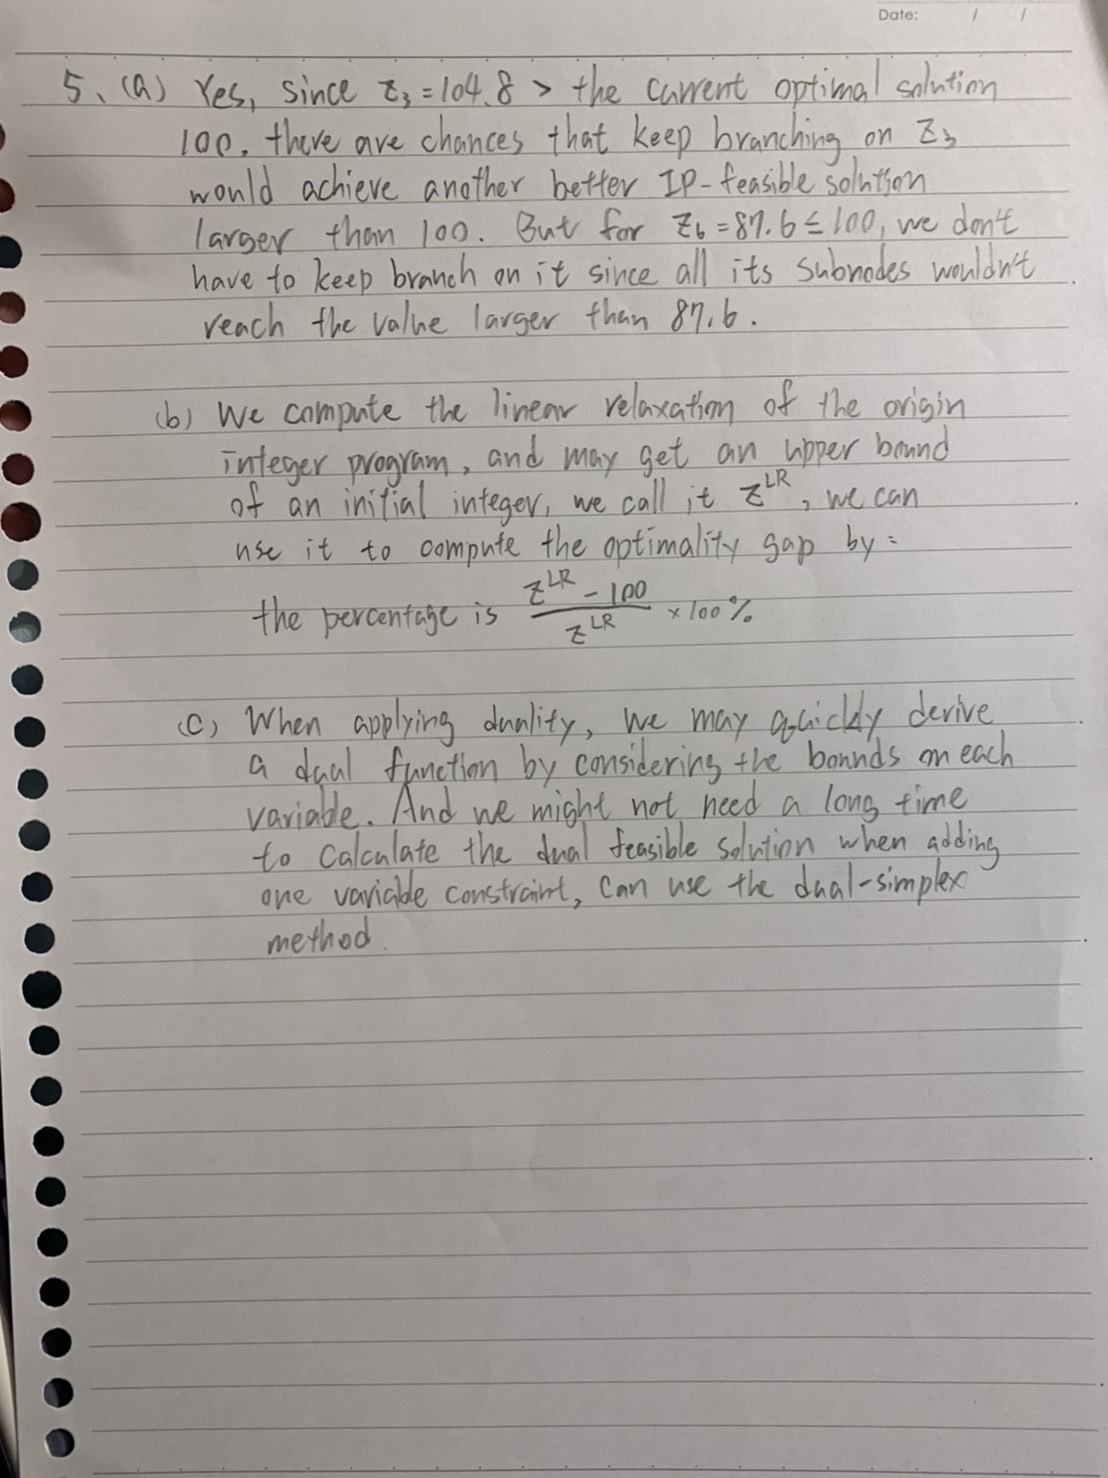 Date: / /
5、(a) Yes, since z₃ = 104.8 > the current optimal solution
100, there are chances that keep branching on z₃
would achieve another better IP-feasible solution
larger than 100. But for z₆ = 87.6 ≤ 100, we don't
have to keep branch on it since all its subnodes wouldn't
reach the value larger than 87.6.
(b) We compute the linear relaxation of the origin
integer program, and may get an upper bound
of an initial integer, we call it z^LR, we can
use it to compute the optimality gap by:
the percentage is (z^LR - 100) / z^LR × 100%
(c) When applying duality, we may quickly derive
a dual function by considering the bounds on each
variable. And we might not need a long time
to calculate the dual feasible solution when adding
one variable constraint, can use the dual-simplex
method.